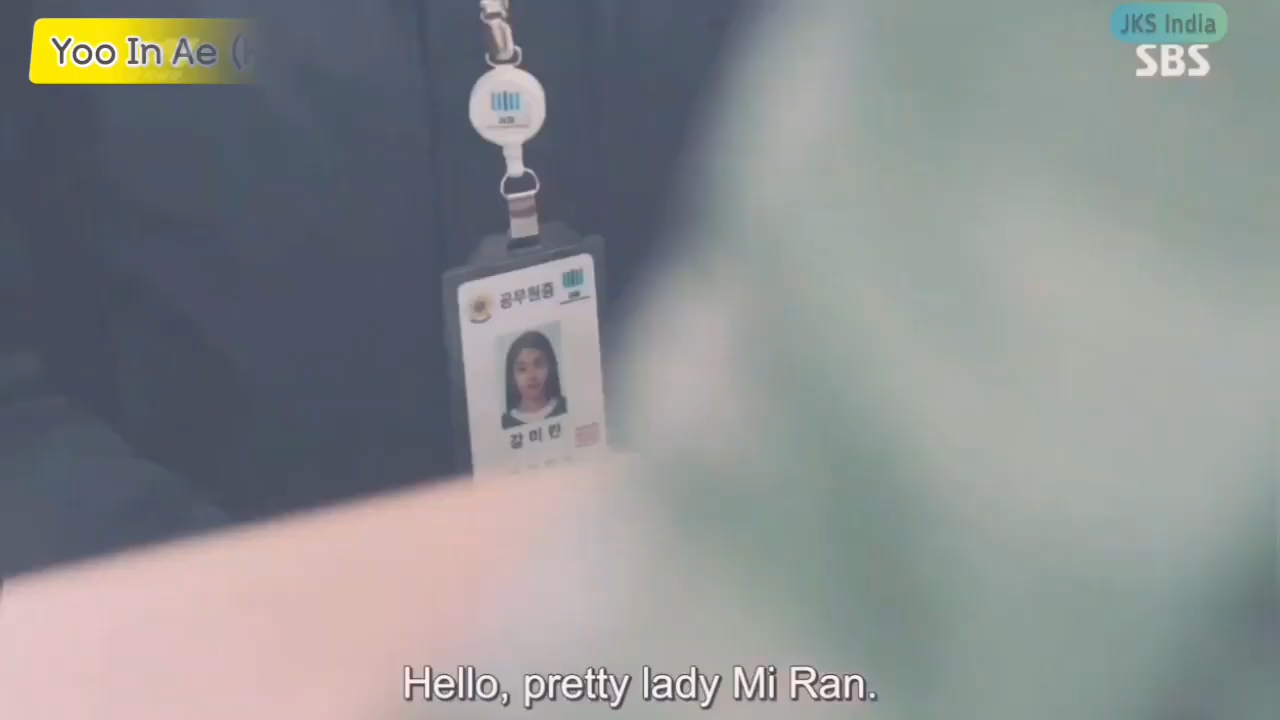 Yoo In Ae (
JKS India
SBS
공무원증
강미란
Hello, pretty lady Mi Ran.